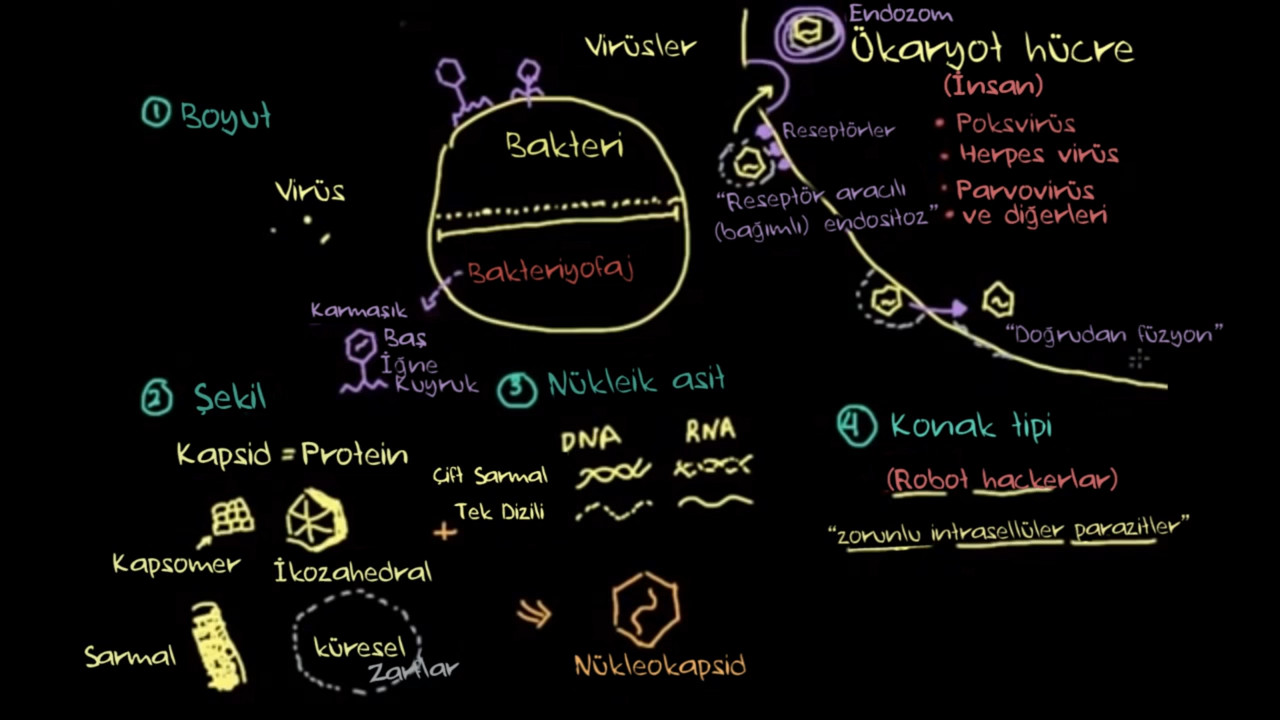 Virüsler
① Boyut
Virüs
Bakteri
Bakteriyofaj
Karmaşık
Baş
İğne
Kuyruk
Endozom
Ükaryot hücre
(İnsan)
• Poksvirüs
• Herpes virüs
• Parvovirüs
• ve diğerleri
Reseptörler
"Reseptör aracılı
(bağımlı) endositoz"
"Doğrudan füzyon"
② Şekil
Kapsid = Protein
Kapsomer
İkozahedral
Sarmal
küresel
Zarflar
③ Nükleik asit
DNA RNA
Çift Sarmal
Tek Dizili
+
Nükleokapsid
④ Konak tipi
(Robot hackerlar)
"zorunlu intrasellüler parazitler"